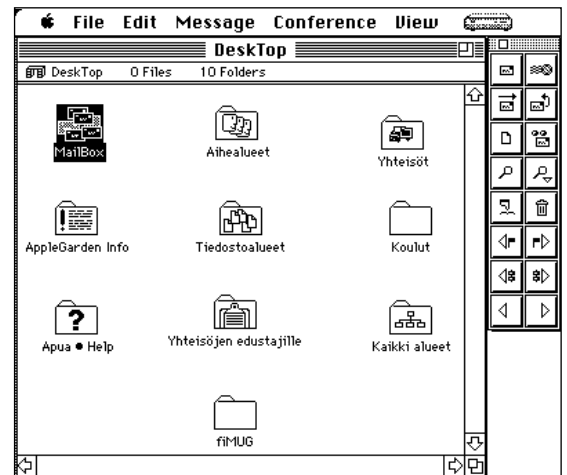 File Edit Message Conference View
DeskTop
DeskTop 0 Files 10 Folders
MailBox
Aihealueet
Yhteisöt
AppleGarden Info
Tiedostoalueet
Koulut
Apua ● Help
Yhteisöjen edustajille
Kaikki alueet
fiMUG